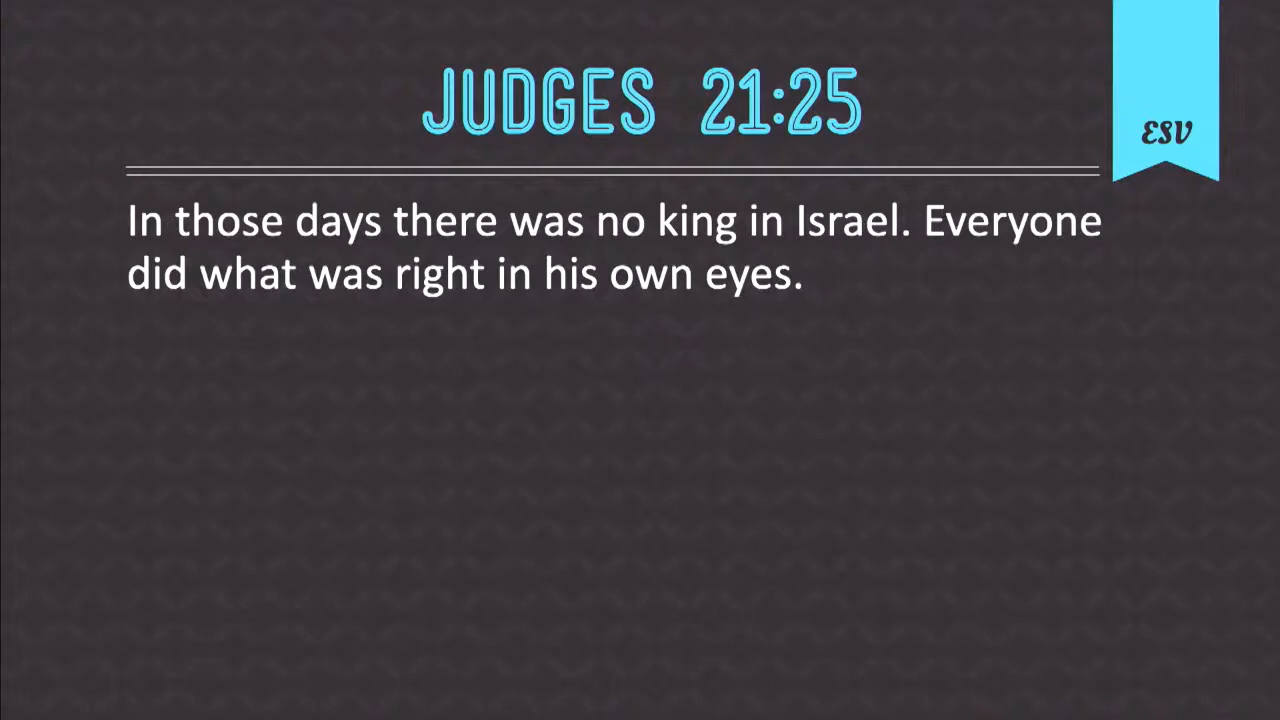 JUDGES 21:25
ESV
In those days there was no king in Israel. Everyone
did what was right in his own eyes.